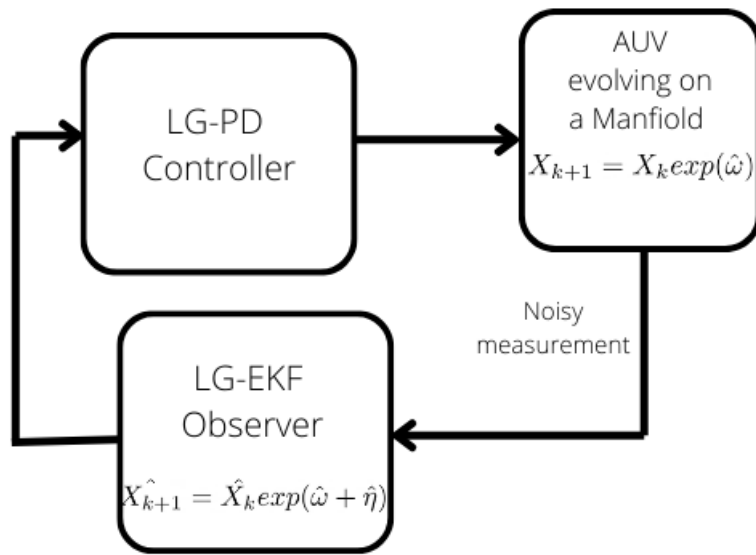 LG-PD
Controller
AUV
evolving on
a Manfiold
$X_{k+1} = X_k exp(\hat{\omega})$
Noisy
measurement
LG-EKF
Observer
$\hat{X_{k+1}} = \hat{X_k} exp(\hat{\omega} + \hat{\eta})$